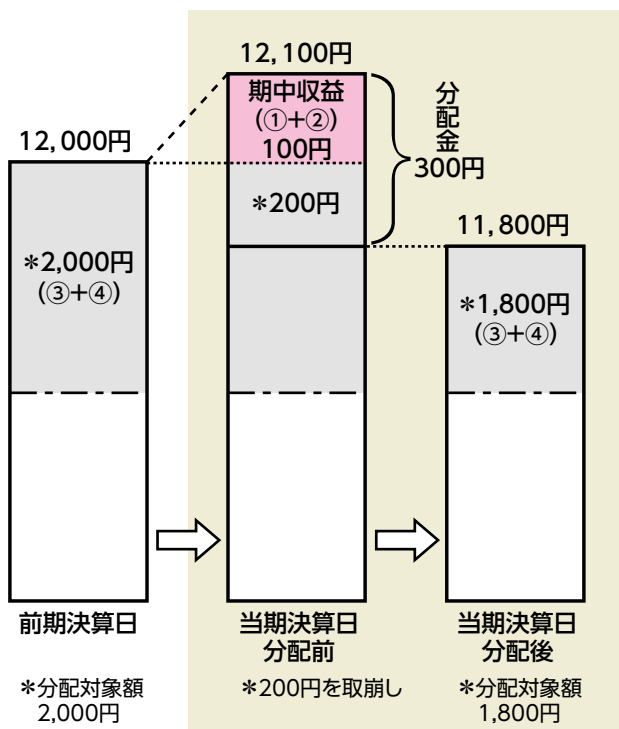 12,100円
期中収益
(①+②)
100円
分配金
300円
12,000円
*200円
11,800円
*2,000円
(③+④)
*1,800円
(③+④)
前期決算日
当期決算日
分配前
当期決算日
分配後
*分配対象額
2,000円
*200円を取崩し
*分配対象額
1,800円